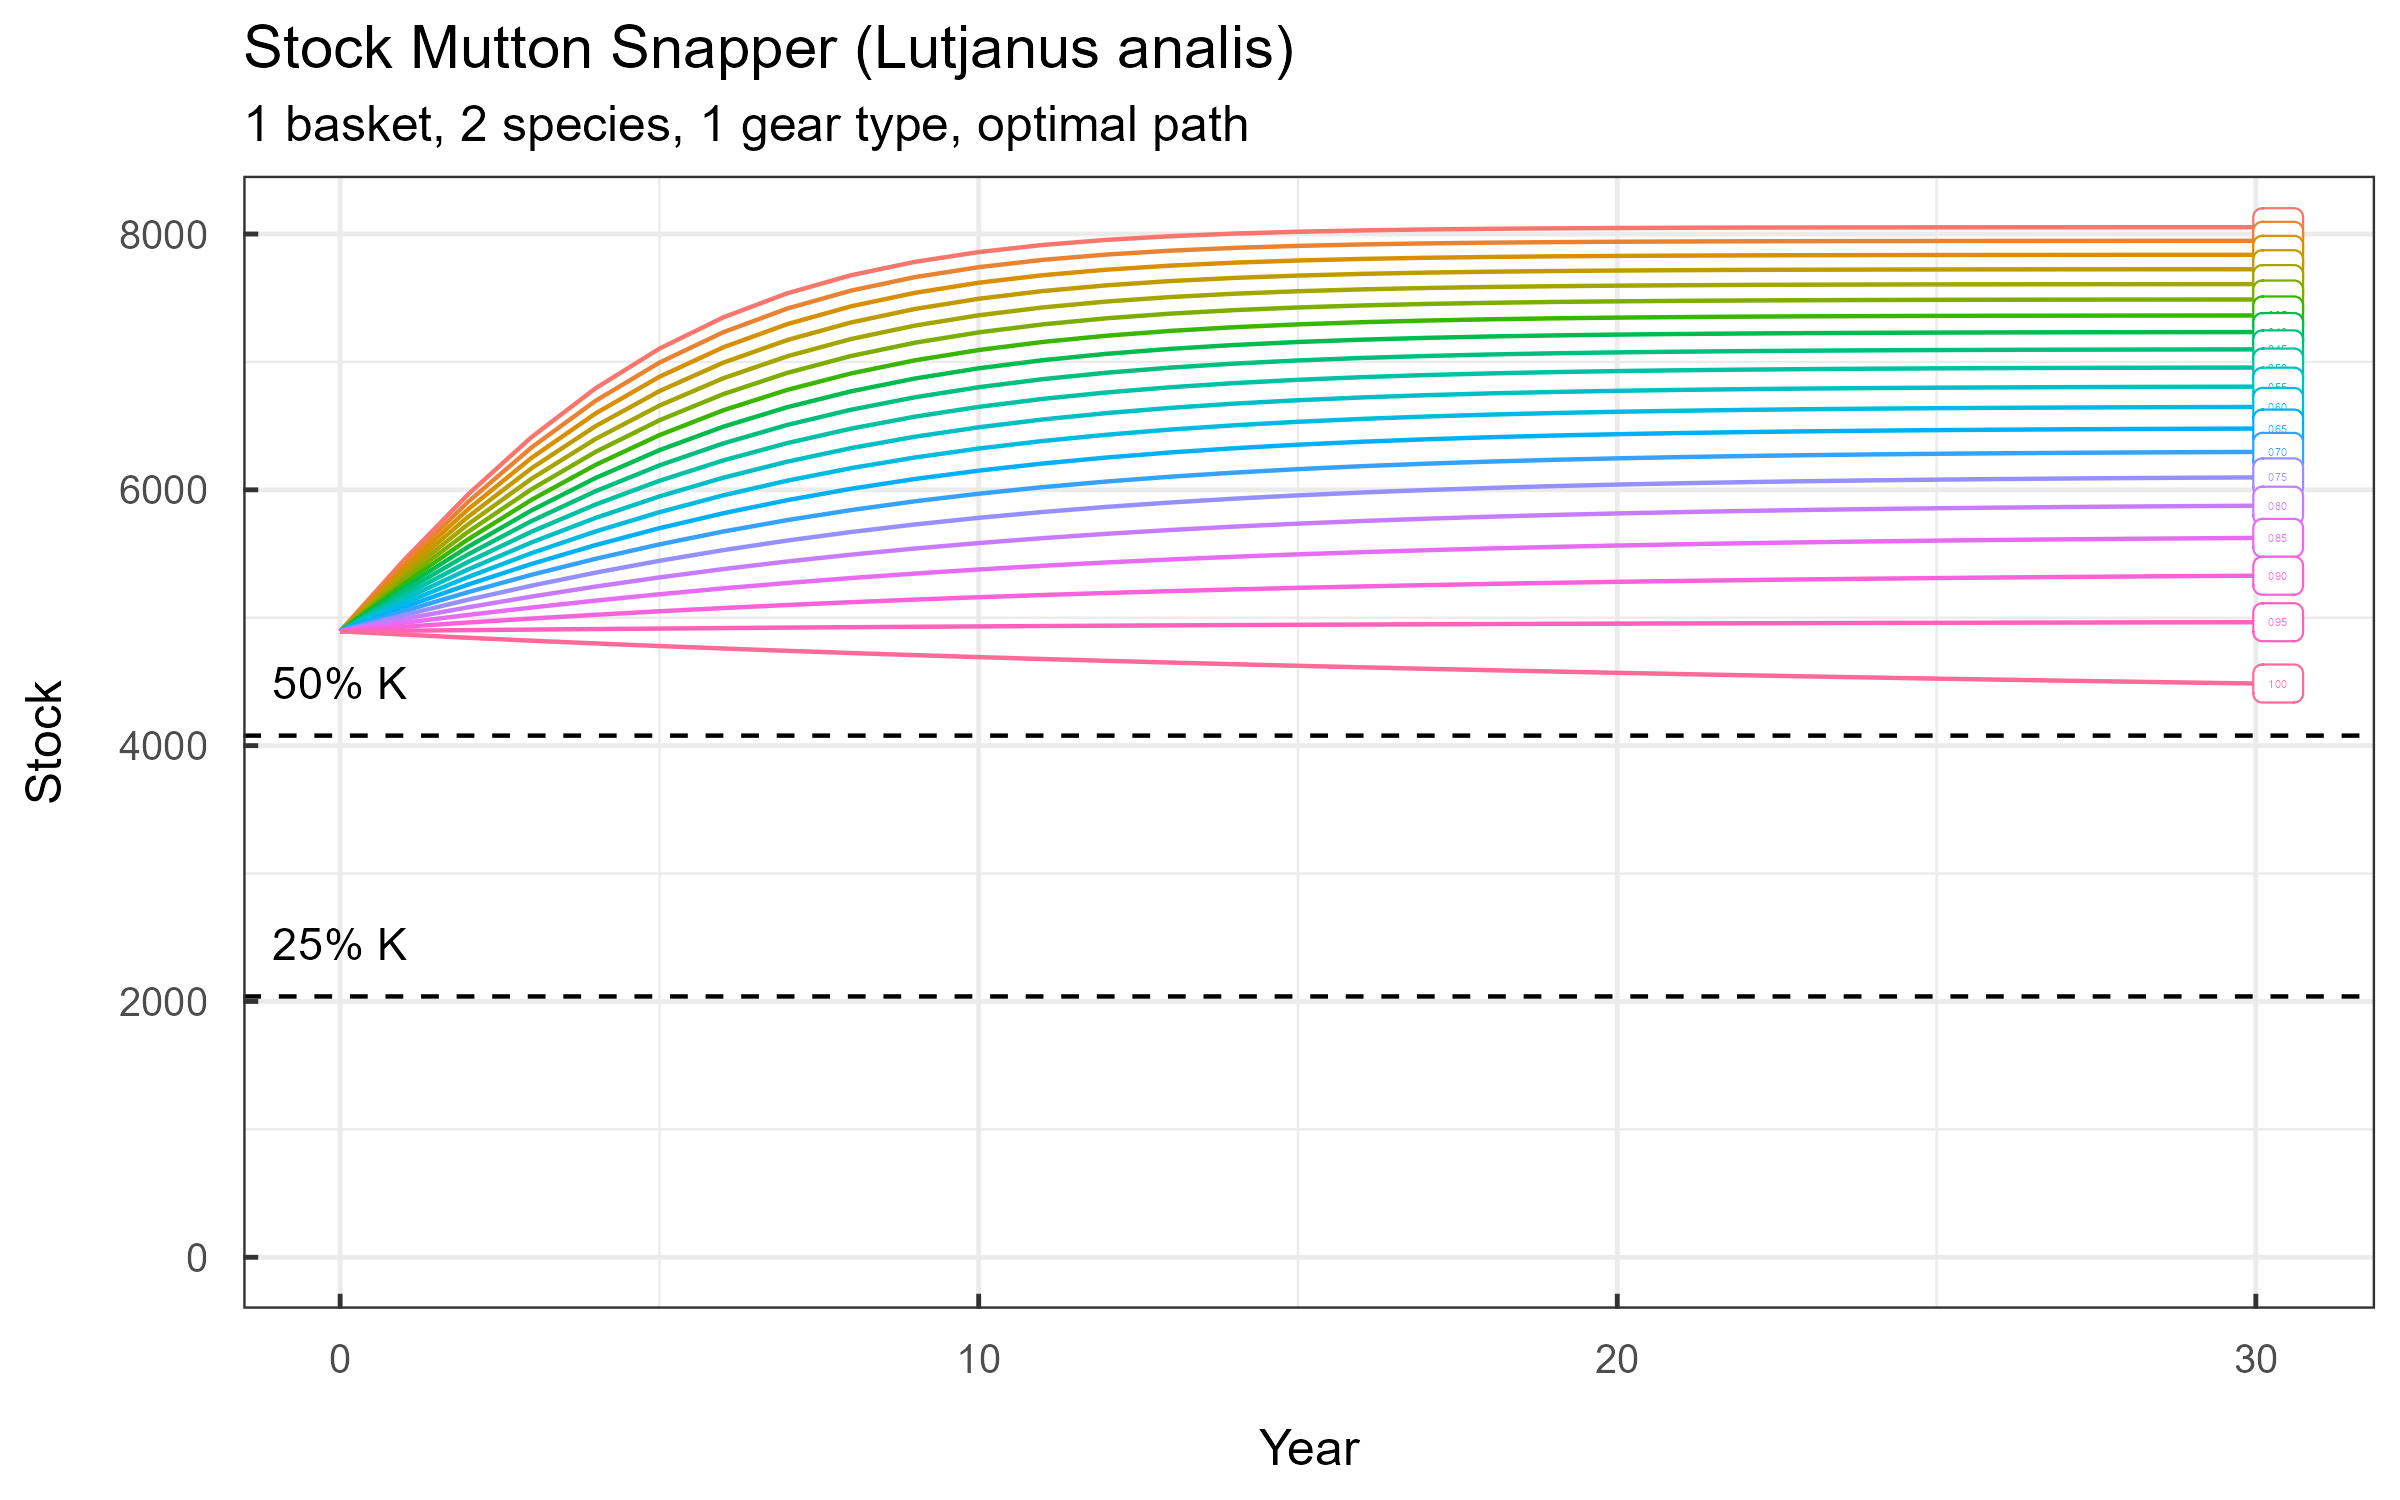 Stock Mutton Snapper (Lutjanus analis)
1 basket, 2 species, 1 gear type, optimal path
Stock
8000
6000
4000
2000
0
50% K
25% K
065
070
075
080
085
090
095
100
0
10
20
30
Year